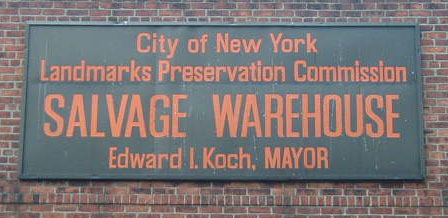 City of New York
Landmarks Preservation Commission
SALVAGE WAREHOUSE
Edward I. Koch, MAYOR